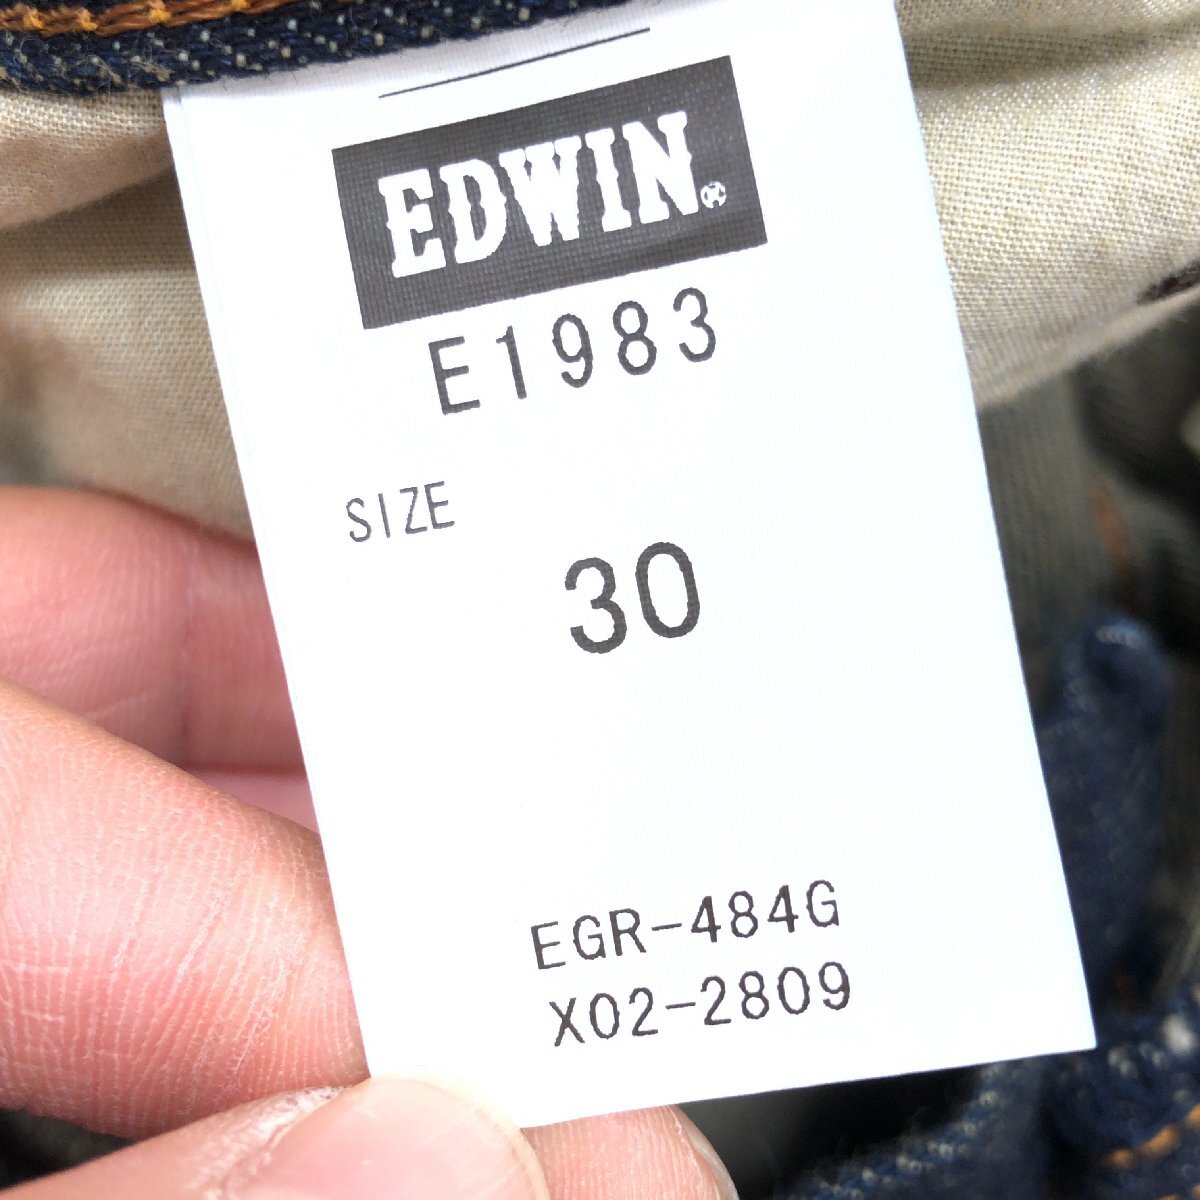 EDWIN®
E1983
SIZE
30
EGR-484G
X02-2809